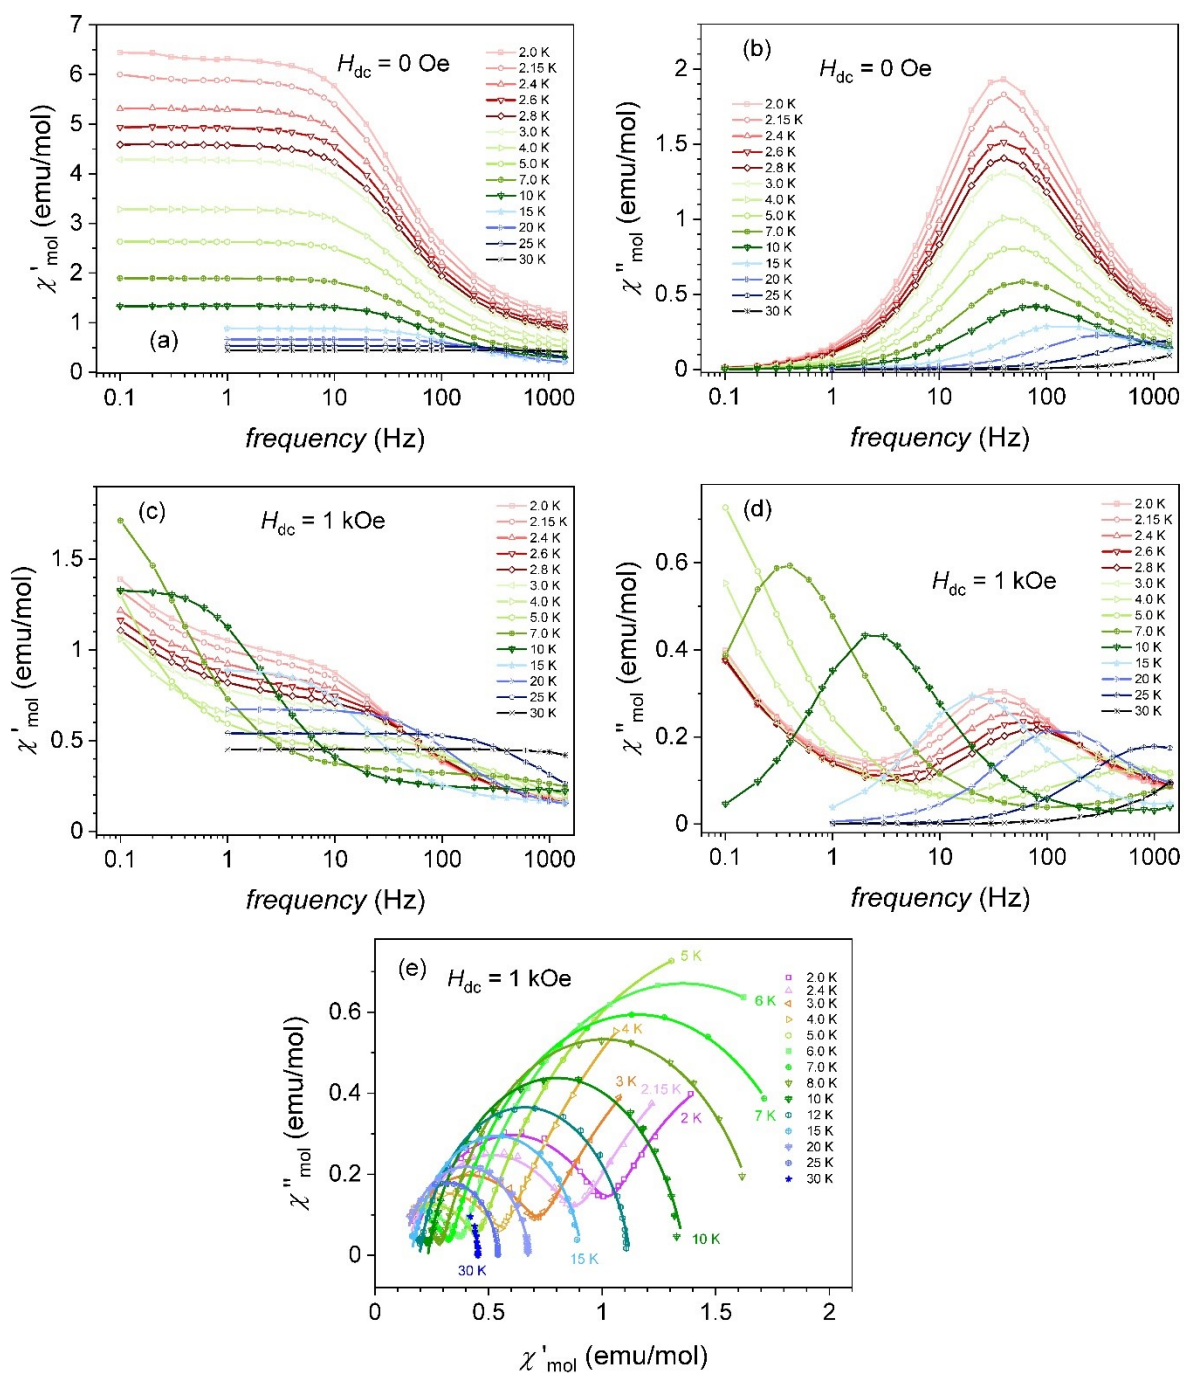 (a)
H_dc = 0 Oe
χ'_mol (emu/mol)
7
6
5
4
3
2
1
0
0.1 1 10 100 1000
frequency (Hz)
2.0 K
2.15 K
2.4 K
2.6 K
2.8 K
3.0 K
4.0 K
5.0 K
7.0 K
10 K
15 K
20 K
25 K
30 K
(b)
H_dc = 0 Oe
χ"_mol (emu/mol)
2
1.5
1
0.5
0
0.1 1 10 100 1000
frequency (Hz)
2.0 K
2.15 K
2.4 K
2.6 K
2.8 K
3.0 K
4.0 K
5.0 K
7.0 K
10 K
15 K
20 K
25 K
30 K
(c)
H_dc = 1 kOe
χ'_mol (emu/mol)
1.5
1
0.5
0
0.1 1 10 100 1000
frequency (Hz)
2.0 K
2.15 K
2.4 K
2.6 K
2.8 K
3.0 K
4.0 K
5.0 K
7.0 K
10 K
15 K
20 K
25 K
30 K
(d)
H_dc = 1 kOe
χ"_mol (emu/mol)
0.6
0.4
0.2
0
0.1 1 10 100 1000
frequency (Hz)
2.0 K
2.15 K
2.4 K
2.6 K
2.8 K
3.0 K
4.0 K
5.0 K
7.0 K
10 K
15 K
20 K
25 K
30 K
(e)
H_dc = 1 kOe
χ"_mol (emu/mol)
0.6
0.4
0.2
0
0 0.5 1 1.5 2
χ'_mol (emu/mol)
5 K
6 K
4 K
3 K
2.15 K
2 K
7 K
10 K
15 K
30 K
2.0 K
2.4 K
3.0 K
4.0 K
5.0 K
6.0 K
7.0 K
8.0 K
10 K
12 K
15 K
20 K
25 K
30 K